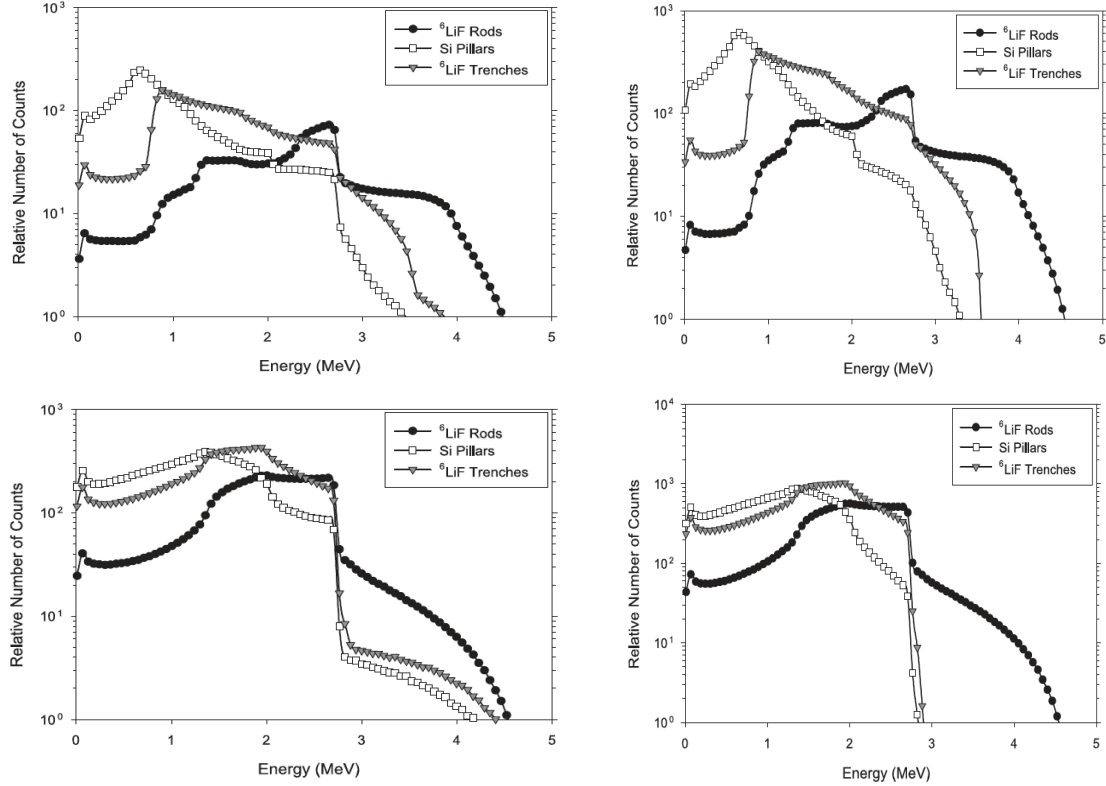 10³
10²
10¹
10⁰
Relative Number of Counts
⁶LiF Rods
Si Pillars
⁶LiF Trenches
0 1 2 3 4 5
Energy (MeV)
10³
10²
10¹
10⁰
Relative Number of Counts
⁶LiF Rods
Si Pillars
⁶LiF Trenches
0 1 2 3 4 5
Energy (MeV)
10³
10²
10¹
10⁰
Relative Number of Counts
⁶LiF Rods
Si Pillars
⁶LiF Trenches
0 1 2 3 4 5
Energy (MeV)
10⁴
10³
10²
10¹
10⁰
Relative Number of Counts
⁶LiF Rods
Si Pillars
⁶LiF Trenches
0 1 2 3 4 5
Energy (MeV)